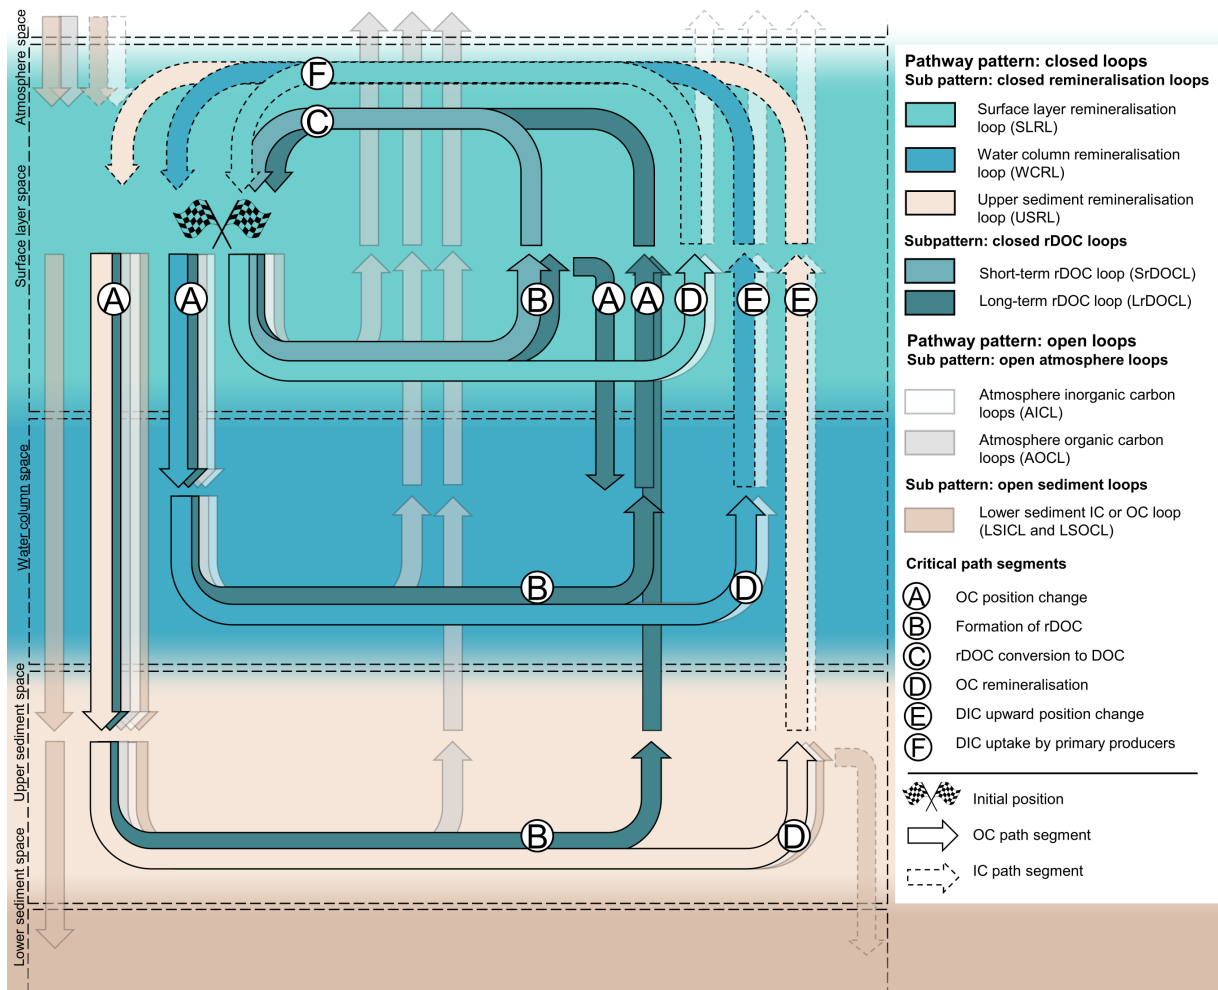 Atmosphere space
Surface layer space
Water column space
Upper sediment space
Lower sediment space
F
C
A
A
B
A
A
D
E
E
B
D
B
D
Pathway pattern: closed loops
Sub pattern: closed remineralisation loops
Surface layer remineralisation
loop (SLRL)
Water column remineralisation
loop (WCRL)
Upper sediment remineralisation
loop (USRL)
Subpattern: closed rDOC loops
Short-term rDOC loop (SrDOCL)
Long-term rDOC loop (LrDOCL)
Pathway pattern: open loops
Sub pattern: open atmosphere loops
Atmosphere inorganic carbon
loops (AICL)
Atmosphere organic carbon
loops (AOCL)
Sub pattern: open sediment loops
Lower sediment IC or OC loop
(LSICL and LSOCL)
Critical path segments
A OC position change
B Formation of rDOC
C rDOC conversion to DOC
D OC remineralisation
E DIC upward position change
F DIC uptake by primary producers
Initial position
OC path segment
IC path segment